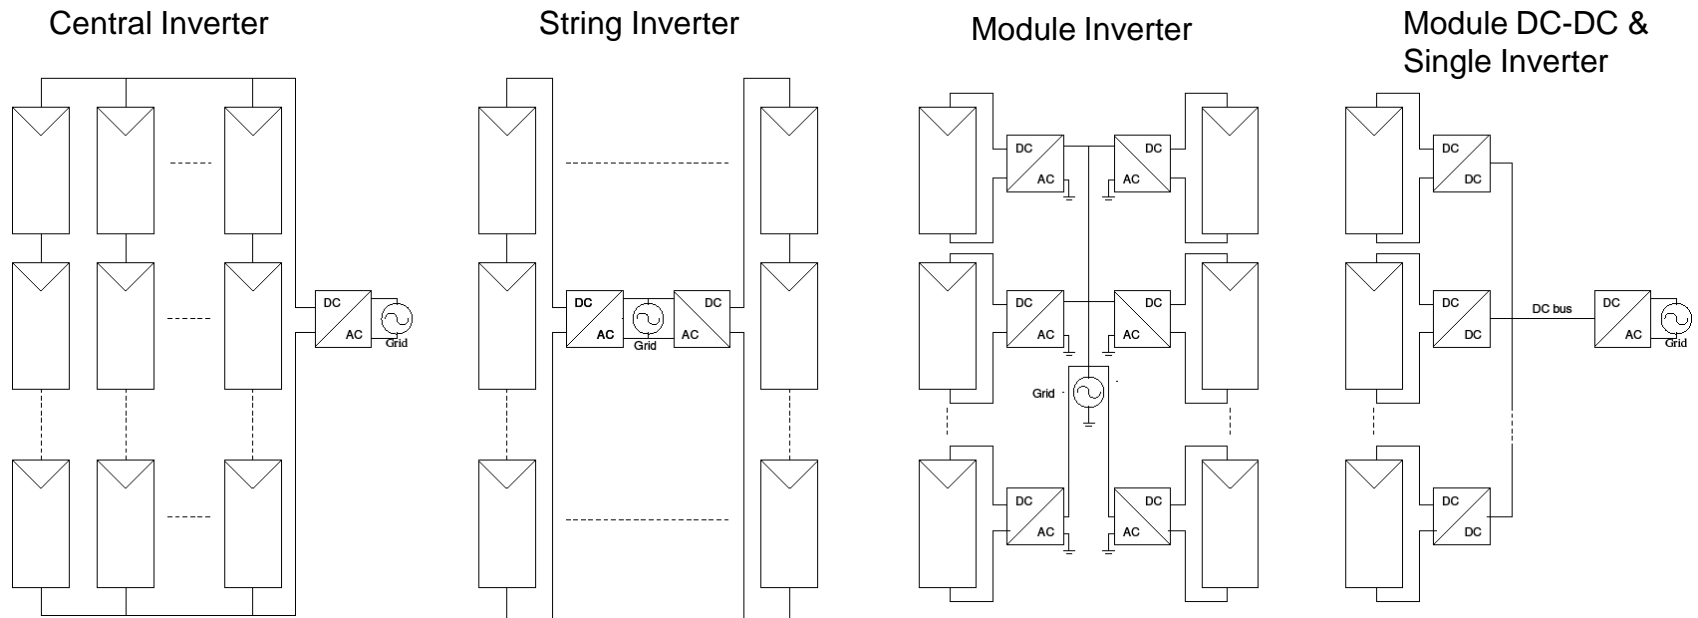 Central Inverter
String Inverter
Module Inverter
Module DC-DC &
Single Inverter
DC
AC
Grid
DC
AC
Grid
DC
AC
DC
AC
DC
AC
DC
AC
DC
AC
Grid
DC
AC
DC
AC
DC
DC
DC
DC
DC bus
DC
AC
Grid
DC
DC